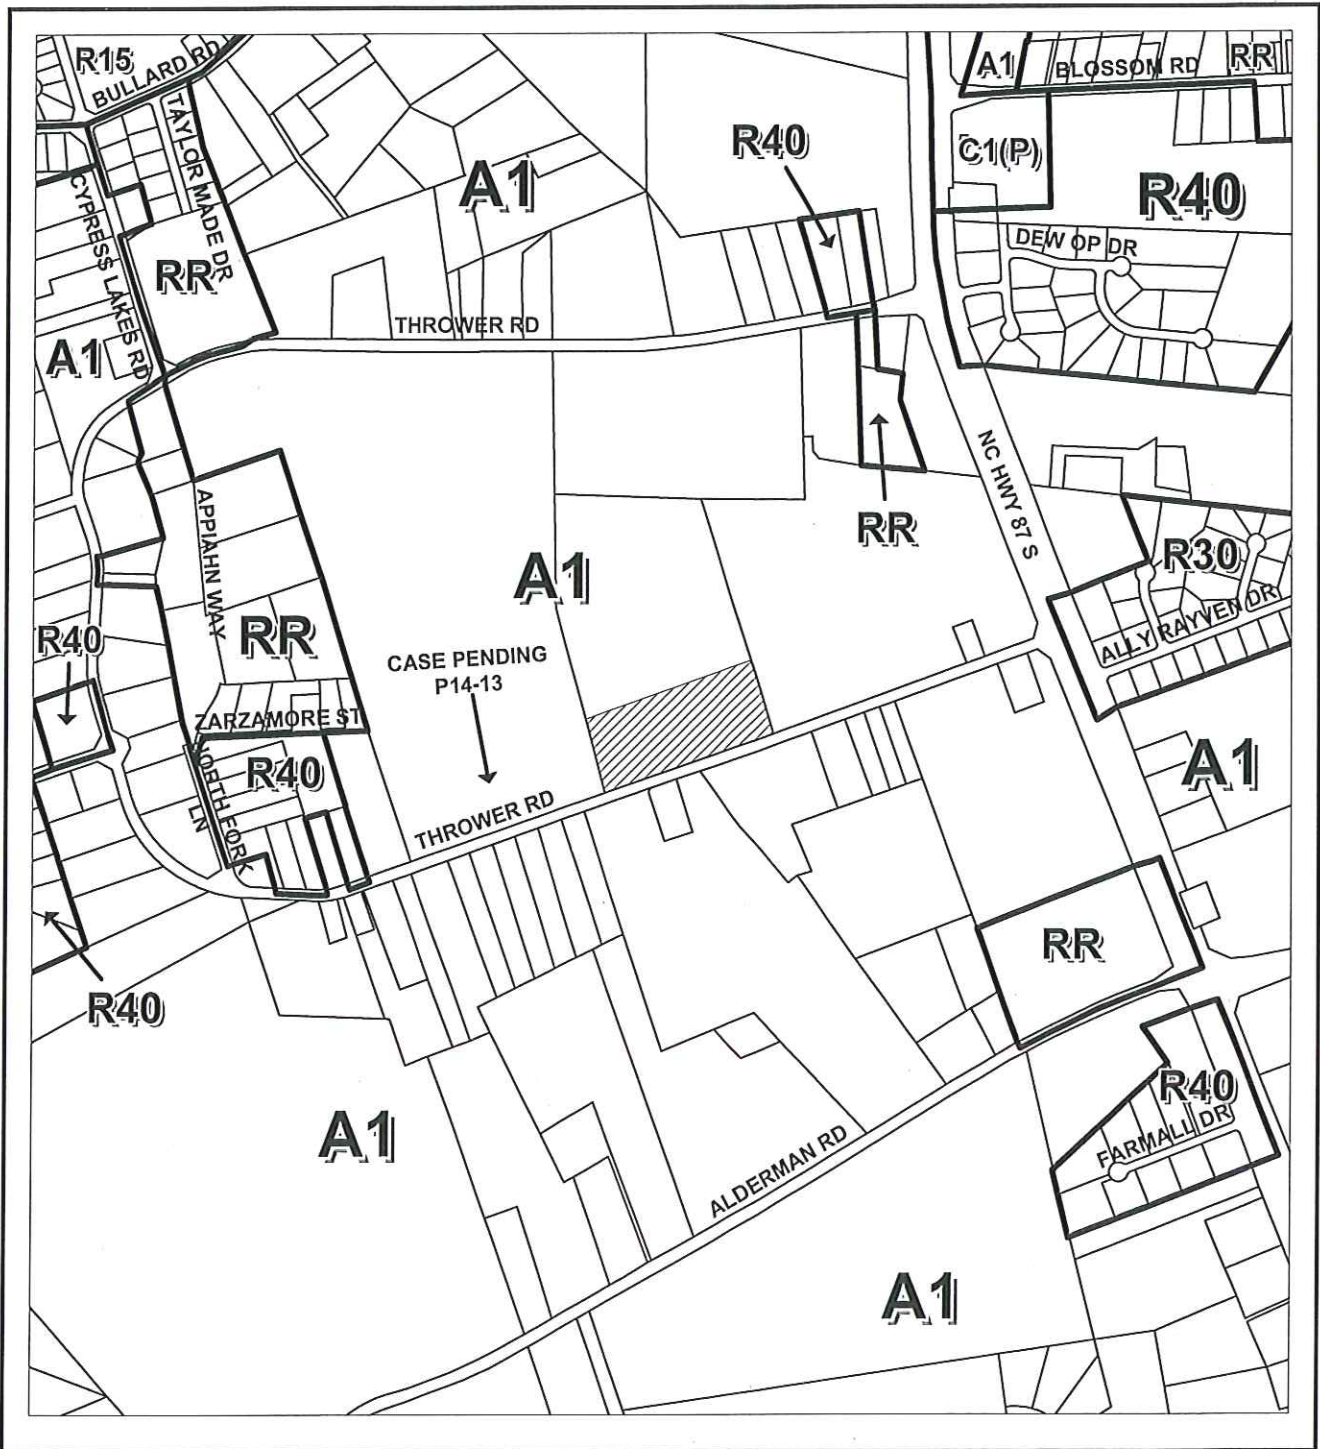 R15
BULLARD RD
TAYLOR MADE DR
A1
BLOSSOM RD
RR
R40
C1(P)
A1
R40
CYPRESS LAKES RD
DEW OP DR
RR
THROWER RD
A1
NC HWY 87 S
APPIAHN WAY
RR
R30
A1
ALLY RAYVEN DR
R40
RR
CASE PENDING
P14-13
ZARZAMORE ST
A1
R40
NORTH FORK
LN
THROWER RD
RR
R40
R40
FARMALL DR
A1
ALDERMAN RD
A1